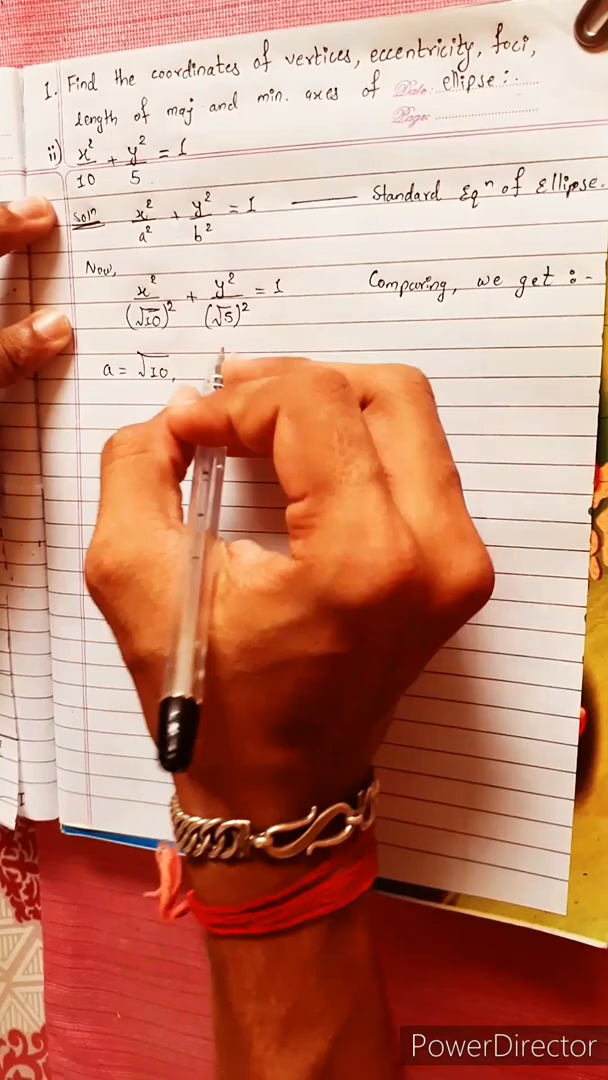 1. Find the coordinates of vertices, eccentricity, foci,
length of maj and min. axes of ellipse :-
Date:
Page:
ii) x²/10 + y²/5 = 1
Soln x²/a² + y²/b² = 1 —— Standard Eqⁿ of Ellipse.
Now,
x²/(√10)² + y²/(√5)² = 1 Comparing, we get :-
a = √10,
PowerDirector